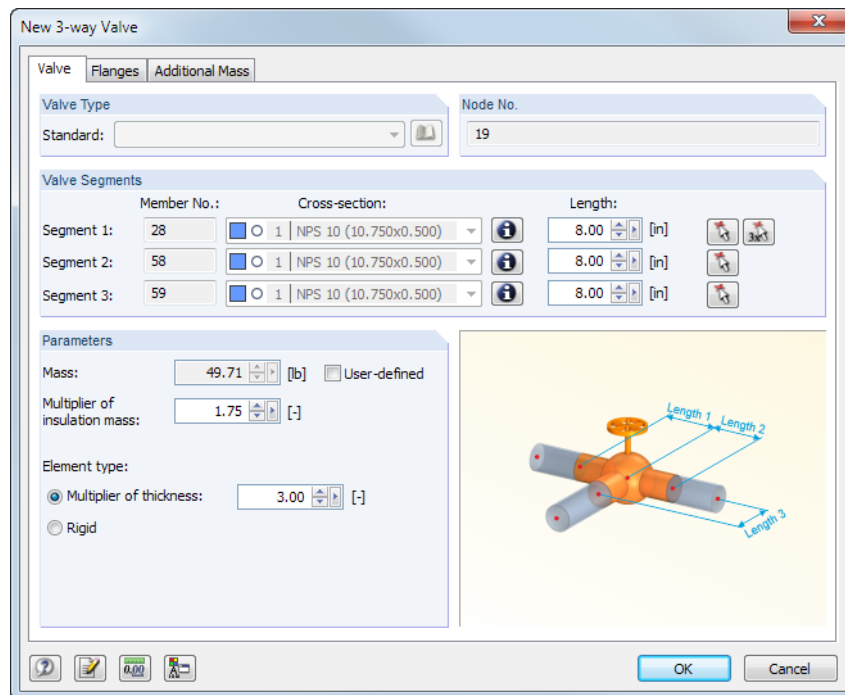 New 3-way Valve
Valve Flanges Additional Mass
Valve Type
Standard:
Node No.
19
Valve Segments
Member No.: Cross-section: Length:
Segment 1: 28 1 NPS 10 (10.750x0.500) 8.00 [in] 3x
Segment 2: 58 1 NPS 10 (10.750x0.500) 8.00 [in]
Segment 3: 59 1 NPS 10 (10.750x0.500) 8.00 [in]
Parameters
Mass: 49.71 [lb] User-defined
Multiplier of
insulation mass: 1.75 [-]
Element type:
Multiplier of thickness: 3.00 [-]
Rigid
Length 1 Length 2
Length 3
0.00
OK Cancel